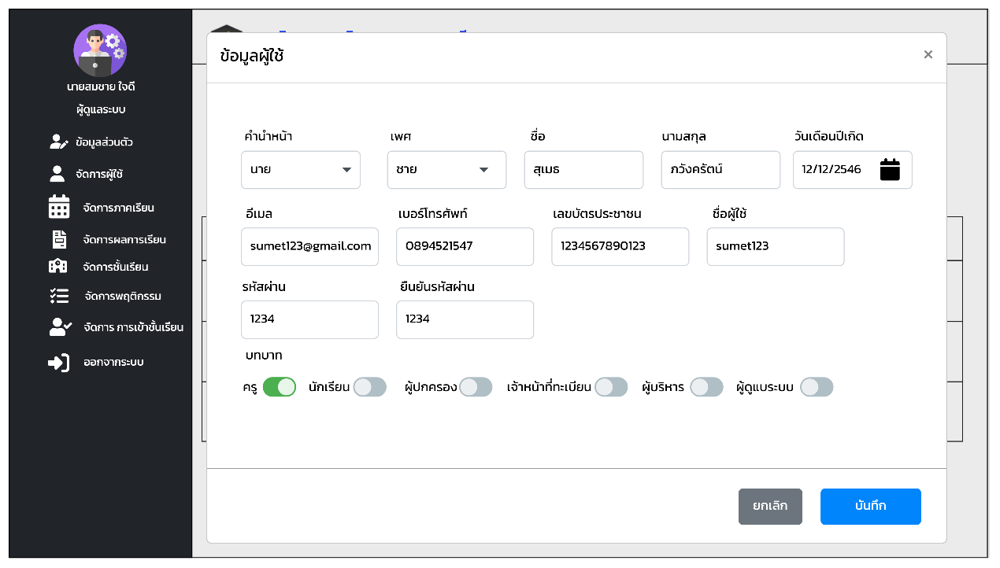 นายสมชาย ใจดี
ผู้ดูแลระบบ
ข้อมูลส่วนตัว
จัดการผู้ใช้
จัดการภาคเรียน
จัดการผลการเรียน
จัดการชั้นเรียน
จัดการพฤติกรรม
จัดการ การเข้าชั้นเรียน
ออกจากระบบ
ข้อมูลผู้ใช้ ×
คำนำหน้า เพศ ชื่อ นามสกุล วันเดือนปีเกิด
นาย ชาย สุเมธ ภวังครัตน์ 12/12/2546
อีเมล เบอร์โทรศัพท์ เลขบัตรประชาชน ชื่อผู้ใช้
sumet123@gmail.com 0894521547 1234567890123 sumet123
รหัสผ่าน ยืนยันรหัสผ่าน
1234 1234
บทบาท
ครู นักเรียน ผู้ปกครอง เจ้าหน้าที่ทะเบียน ผู้บริหาร ผู้ดูแบระบบ
ยกเลิก บันทึก